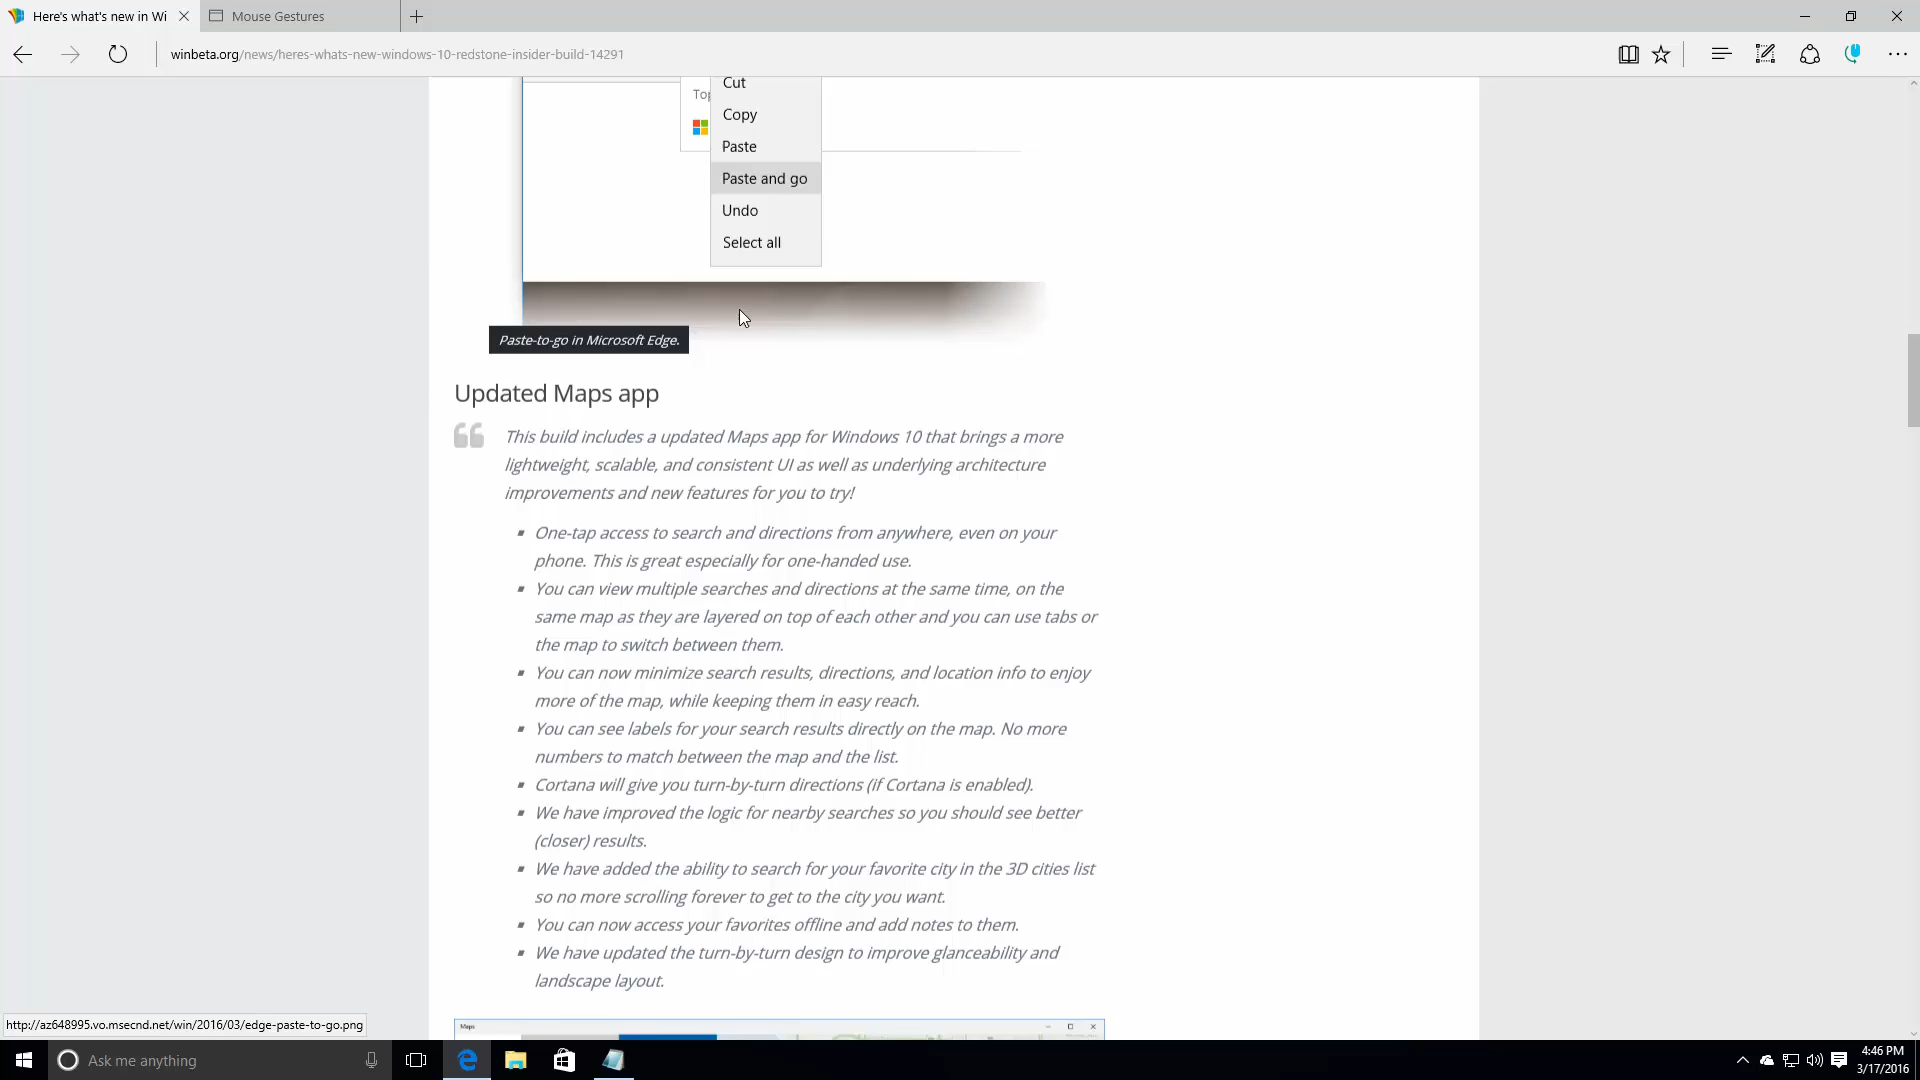 Here's what's new in Wi
Mouse Gestures
winbeta.org/news/heres-whats-new-windows-10-redstone-insider-build-14291
Cut
Top
Copy
Paste
Paste and go
Undo
Select all
Paste-to-go in Microsoft Edge.
Updated Maps app
This build includes a updated Maps app for Windows 10 that brings a more
lightweight, scalable, and consistent UI as well as underlying architecture
improvements and new features for you to try!
One-tap access to search and directions from anywhere, even on your
phone. This is great especially for one-handed use.
You can view multiple searches and directions at the same time, on the
same map as they are layered on top of each other and you can use tabs or
the map to switch between them.
You can now minimize search results, directions, and location info to enjoy
more of the map, while keeping them in easy reach.
You can see labels for your search results directly on the map. No more
numbers to match between the map and the list.
Cortana will give you turn-by-turn directions (if Cortana is enabled).
We have improved the logic for nearby searches so you should see better
(closer) results.
We have added the ability to search for your favorite city in the 3D cities list
so no more scrolling forever to get to the city you want.
You can now access your favorites offline and add notes to them.
We have updated the turn-by-turn design to improve glanceability and
landscape layout.
http://az648995.vo.msecnd.net/win/2016/03/edge-paste-to-go.png
Maps
Ask me anything
4:46 PM
3/17/2016